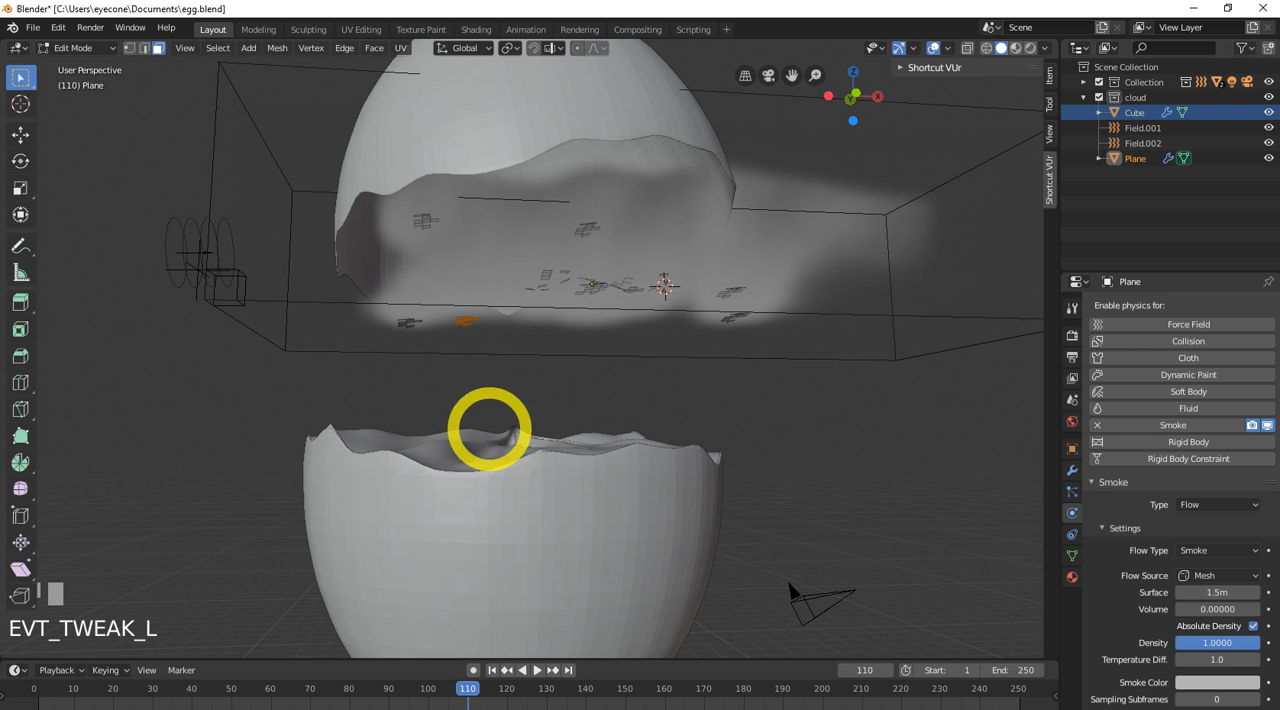 Blender* [C:\Users\eyecone\Documents\egg.blend]
File Edit Render Window Help Layout Modeling Sculpting UV Editing Texture Paint Shading Animation Rendering Compositing Scripting + Scene View Layer
Edit Mode View Select Add Mesh Vertex Edge Face UV Global
User Perspective
(110) Plane
Shortcut VUr
Item
Tool
View
Shortcut VUr
Scene Collection
Collection
2
cloud
Cube
Field.001
Field.002
Plane
Z
X
Y
Plane
Enable physics for:
Force Field
Collision
Cloth
Dynamic Paint
Soft Body
Fluid
Smoke
Rigid Body
Rigid Body Constraint
Smoke
Type Flow
Settings
Flow Type Smoke
Flow Source Mesh
Surface 1.5m
Volume 0.00000
Absolute Density
Density 1.0000
Temperature Diff. 1.0
Smoke Color
Sampling Subframes 0
EVT_TWEAK_L
Playback Keying View Marker 110 Start: 1 End: 250
0 10 20 30 40 50 60 70 80 90 100 110 120 130 140 150 160 170 180 190 200 210 220 230 240 250